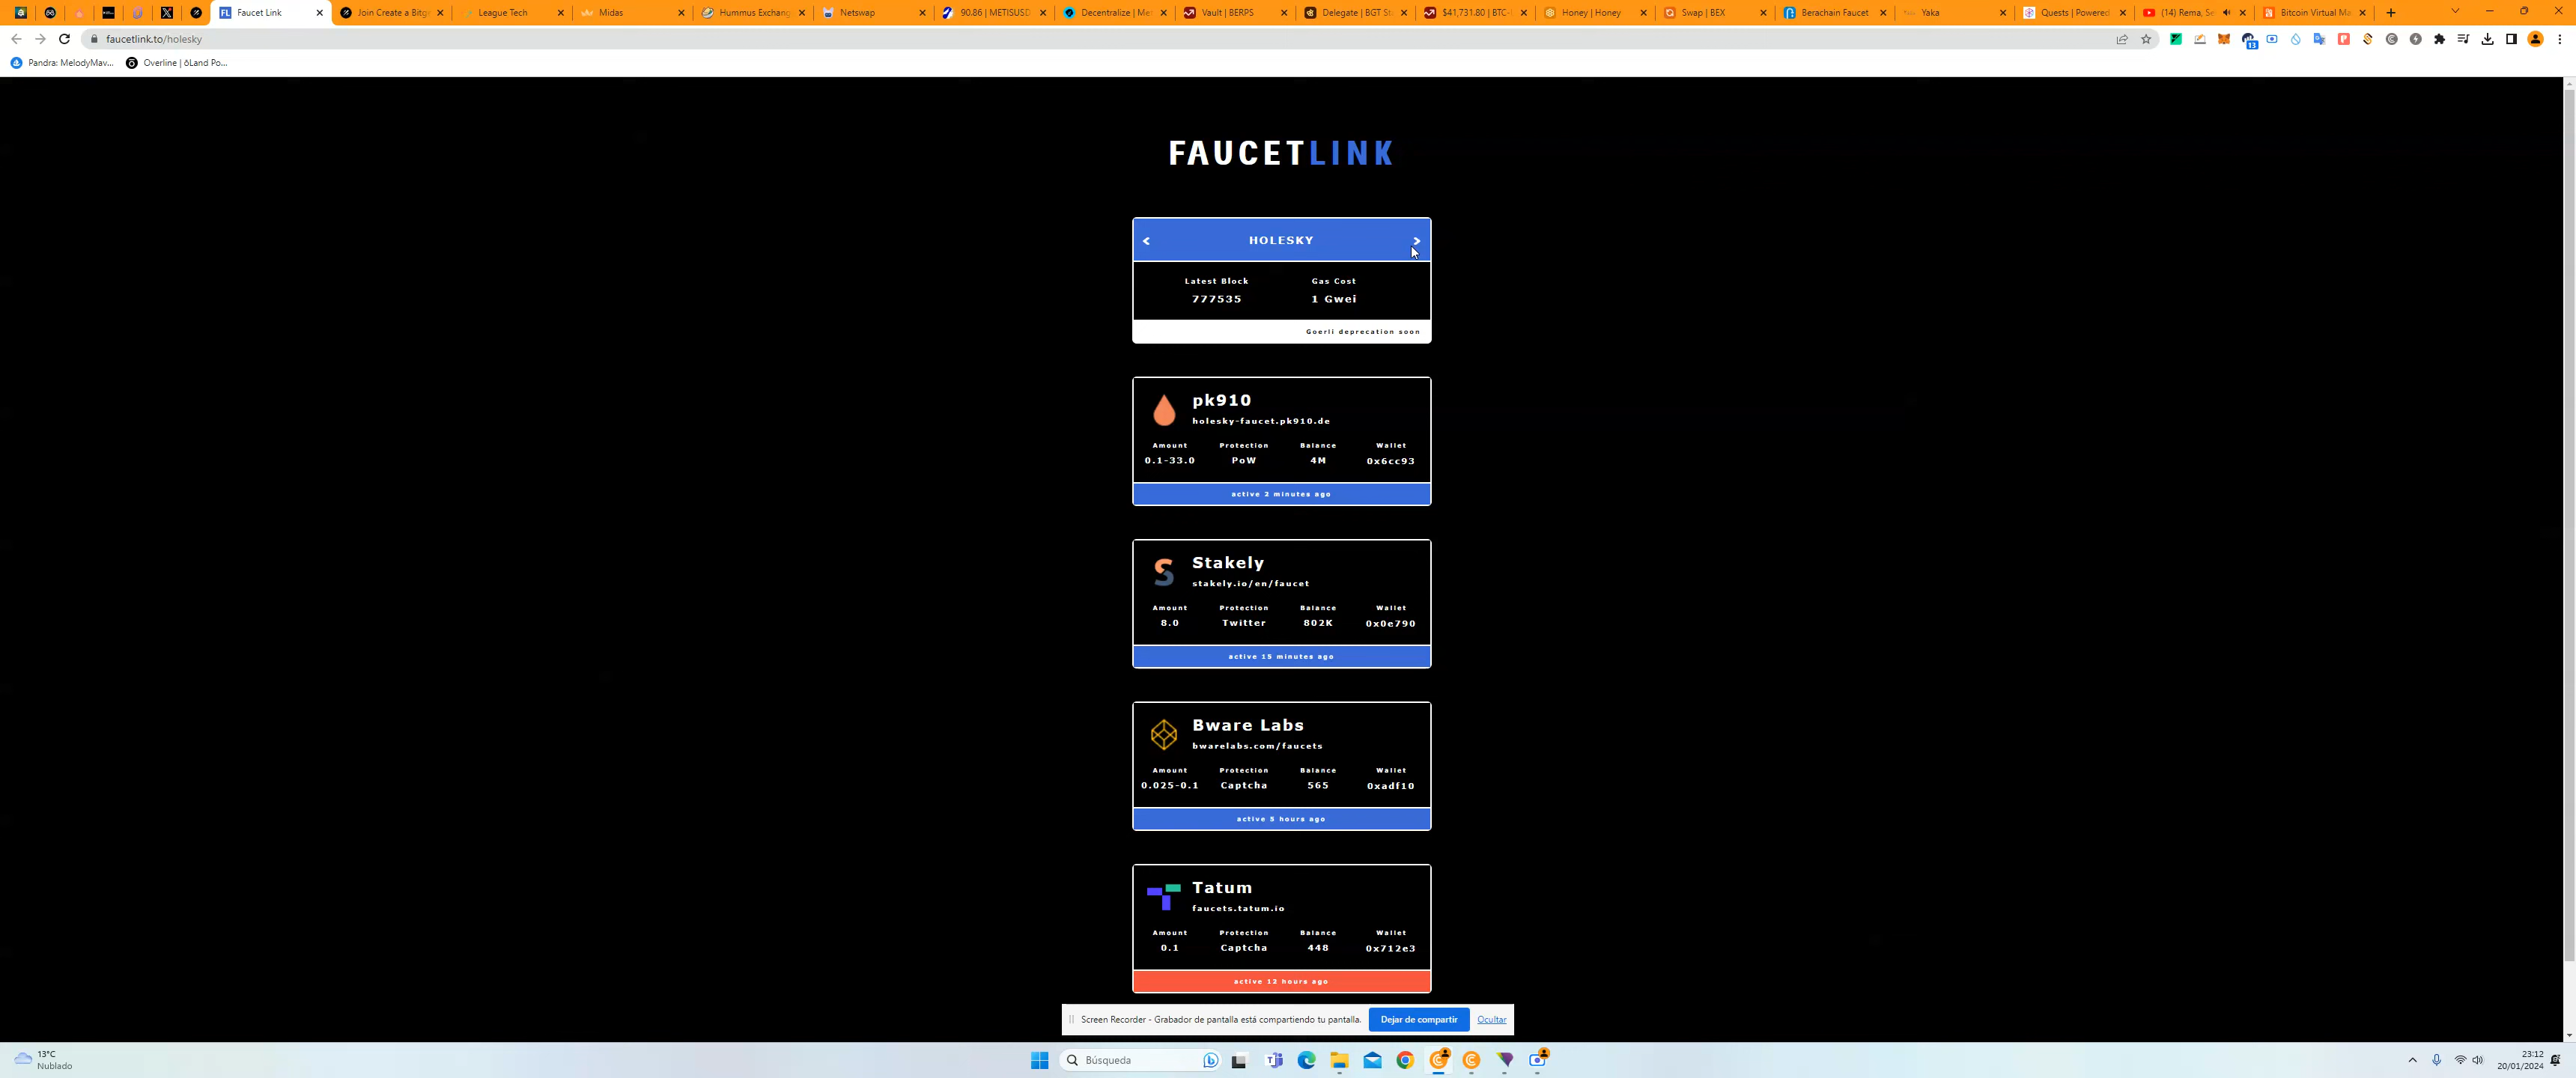 Faucet Link
Join Create a Bitg
League Tech
Midas
Hummus Exchang
Netswap
90.86 | METISUSD
Decentralize | Met
Vault | BERPS
Delegate | BGT St
$41,731.80 | BTC-
Honey | Honey
Swap | BEX
Berachain Faucet
Yaka
Quests | Powered
(14) Rema, Se
Bitcoin Virtual Ma
faucetlink.to/holesky
13
Pandra: MelodyMav...
Overline | ōLand Po...
FAUCETLINK
HOLESKY
Latest Block Gas Cost
777535 1 Gwei
Goerli deprecation soon
pk910
holesky-faucet.pk910.de
Amount Protection Balance Wallet
0.1-33.0 PoW 4M 0x6cc93
active 2 minutes ago
Stakely
stakely.io/en/faucet
Amount Protection Balance Wallet
8.0 Twitter 802K 0x0e790
active 15 minutes ago
Bware Labs
bwarelabs.com/faucets
Amount Protection Balance Wallet
0.025-0.1 Captcha 565 0xadf10
active 5 hours ago
Tatum
faucets.tatum.io
Amount Protection Balance Wallet
0.1 Captcha 448 0x712e3
active 12 hours ago
Screen Recorder - Grabador de pantalla está compartiendo tu pantalla. Dejar de compartir Ocultar
13°C
Nublado
Búsqueda
23:12
20/01/2024